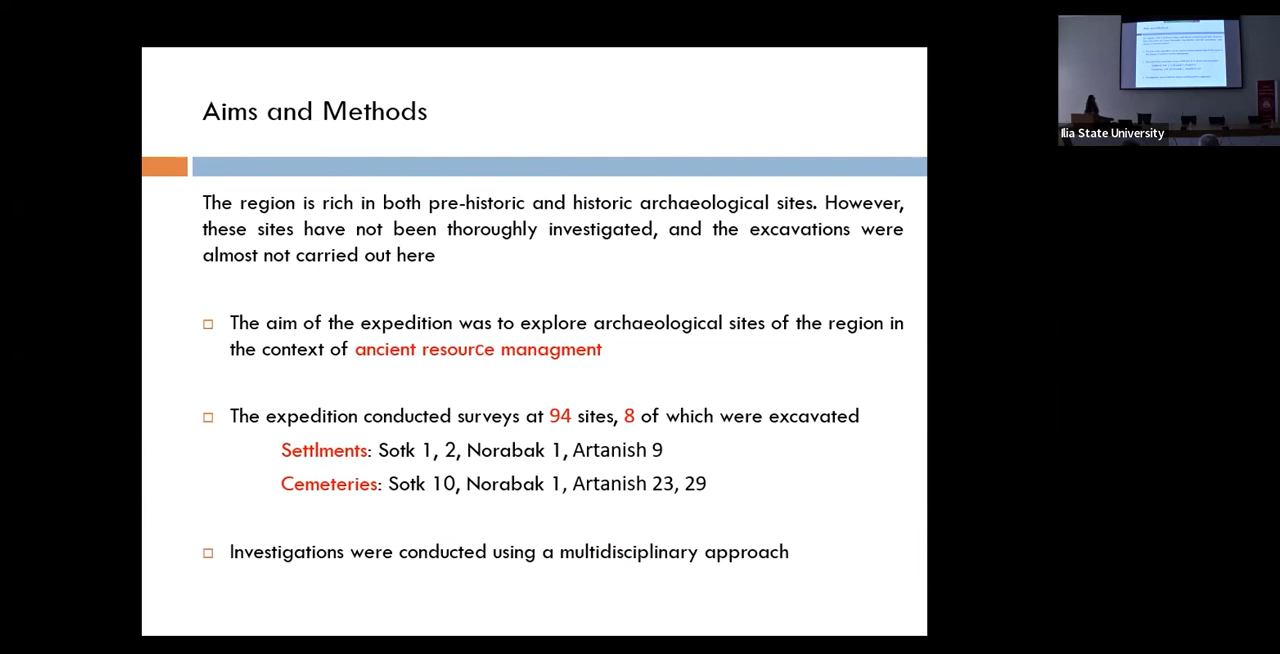 Aims and Methods
The region is rich in both pre-historic and historic archaeological sites. However,
these sites have not been thoroughly investigated, and the excavations were
almost not carried out here
The aim of the expedition was to explore archaeological sites of the region in
the context of ancient resource managment
The expedition conducted surveys at 94 sites, 8 of which were excavated
Settlments: Sotk 1, 2, Norabak 1, Artanish 9
Cemeteries: Sotk 10, Norabak 1, Artanish 23, 29
Investigations were conducted using a multidisciplinary approach
Ilia State University